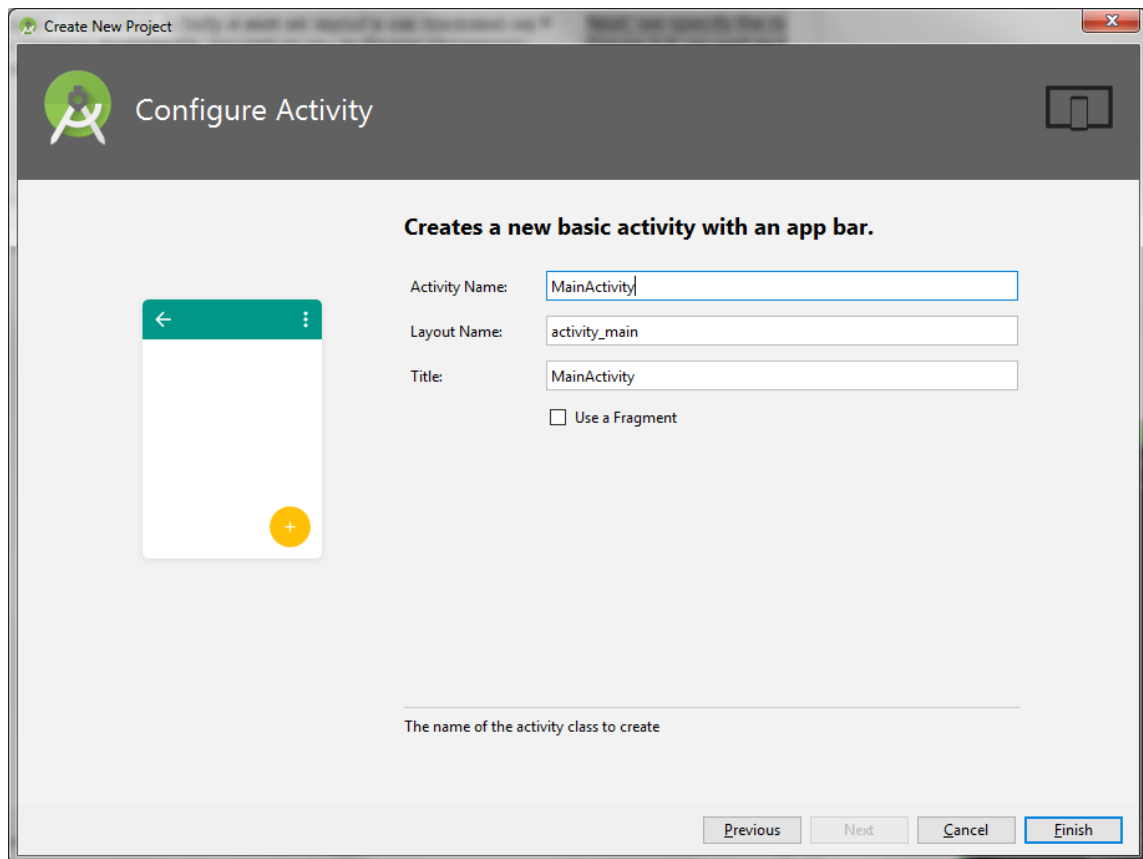 Create New Project
Configure Activity
Creates a new basic activity with an app bar.
Activity Name: MainActivity
Layout Name: activity_main
Title: MainActivity
Use a Fragment
The name of the activity class to create
Previous Next Cancel Finish